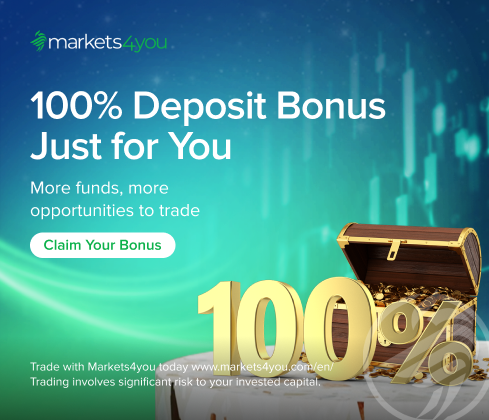 markets4you
100% Deposit Bonus
Just for You
More funds, more
opportunities to trade
Claim Your Bonus
100%
Trade with Markets4you today www.markets4you.com/en/
Trading involves significant risk to your invested capital.